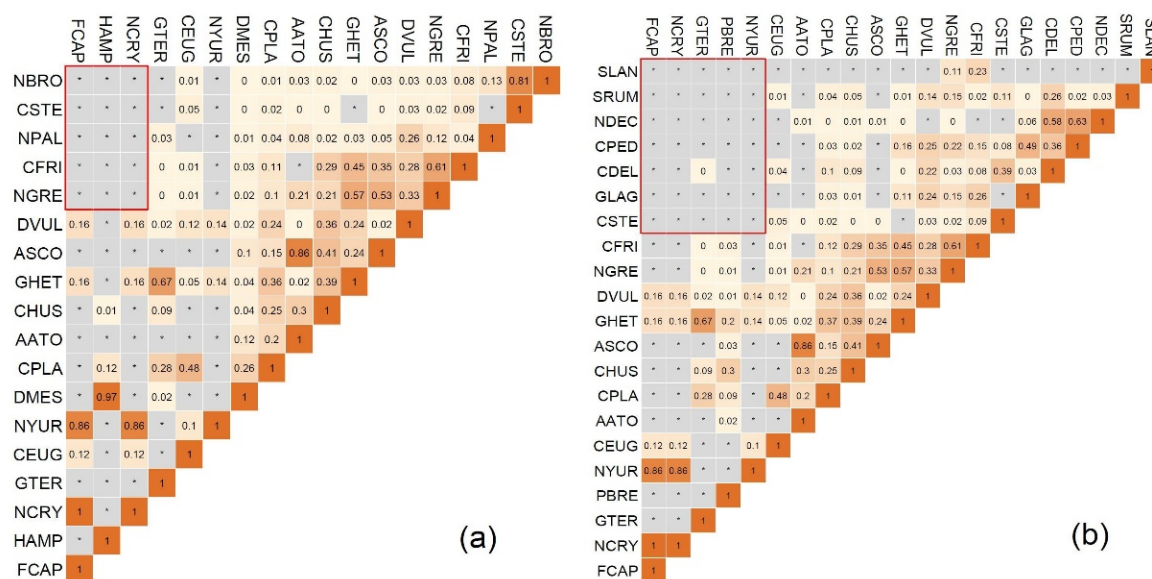 FCAP HAMP NCRY GTER CEUG NYUR DMES CPLA AATO CHUS GHET ASCO DVUL NGRE CFRI NPAL CSTE NBRO
NBRO * * * * 0.01 * 0 0.01 0.03 0.02 0 0.03 0.03 0.03 0.08 0.13 0.81 1
CSTE * * * * 0.05 * 0 0.02 0 0 * 0 0.03 0.02 0.09 * 1
NPAL * * * 0.03 * * 0.01 0.04 0.08 0.02 0.03 0.05 0.26 0.12 0.04 1
CFRI * * * 0 0.01 * 0.03 0.11 * 0.29 0.45 0.35 0.28 0.61 1
NGRE * * * 0 0.01 * 0.02 0.1 0.21 0.21 0.57 0.53 0.33 1
DVUL 0.16 * 0.16 0.02 0.12 0.14 0.02 0.24 0 0.36 0.24 0.02 1
ASCO * * * * * * 0.1 0.15 0.86 0.41 0.24 1
GHET 0.16 * 0.16 0.67 0.05 0.14 0.04 0.36 0.02 0.39 1
CHUS * 0.01 * 0.09 * * 0.04 0.25 0.3 1
AATO * * * * * * 0.12 0.2 1
CPLA * 0.12 * 0.28 0.48 * 0.26 1
DMES * 0.97 * 0.02 * * 1
NYUR 0.86 * 0.86 * 0.1 1
CEUG 0.12 * 0.12 * 1
GTER * * * 1
NCRY 1 * 1
HAMP * 1
FCAP 1
(a)
FCAP NCRY GTER PBRE NYUR CEUG AATO CPLA CHUS ASCO GHET DVUL NGRE CFRI CSTE GLAG CDEL CPED NDEC SRUM SLAN
SLAN * * * * * * * * * * * * 0.11 0.23 * * * * * * 1
SRUM * * * * * 0.01 * 0.04 0.05 * 0.01 0.14 0.15 0.02 0.11 0 0.26 0.02 0.03 1
NDEC * * * * * * 0.01 0 0.01 0.01 0 * 0 * * 0.06 0.58 0.63 1
CPED * * * * * * * 0.03 0.02 * 0.16 0.25 0.22 0.15 0.08 0.49 0.36 1
CDEL * * 0 * * 0.04 * 0.1 0.09 * 0.03 0.22 0.03 0.08 0.39 0.03 1
GLAG * * * * * * * 0.03 0.01 * 0.11 0.24 0.15 0.26 * 1
CSTE * * * * * 0.05 0 0.02 0 0 * 0.03 0.02 0.09 1
CFRI * * 0 0.03 * 0.01 * 0.12 0.29 0.35 0.45 0.28 0.61 1
NGRE * * 0 0.01 * 0.01 0.21 0.1 0.21 0.53 0.57 0.33 1
DVUL 0.16 0.16 0.02 0.01 0.14 0.12 0 0.24 0.36 0.02 0.24 1
GHET 0.16 0.16 0.67 0.2 0.14 0.05 0.02 0.37 0.39 0.24 1
ASCO * * * 0.03 * * 0.86 0.15 0.41 1
CHUS * * 0.09 0.3 * * 0.3 0.25 1
CPLA * * 0.28 0.09 * 0.48 0.2 1
AATO * * * 0.02 * * 1
CEUG 0.12 0.12 * * 0.1 1
NYUR 0.86 0.86 * * 1
PBRE * * * 1
GTER * * 1
NCRY 1 1
FCAP 1
(b)